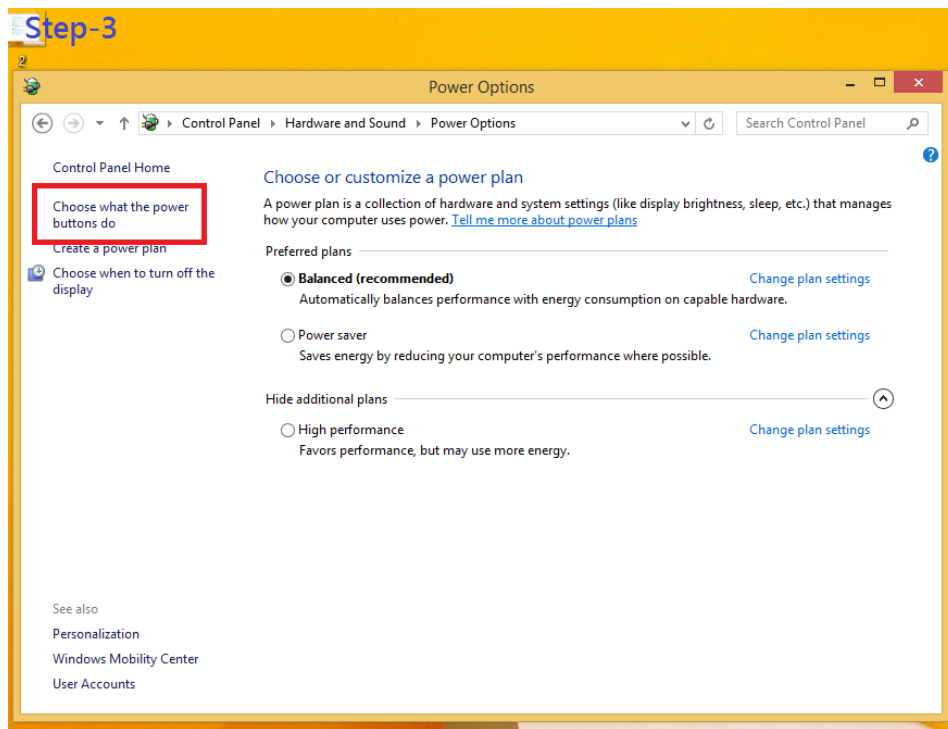 Step-3
2
Power Options
Control Panel Hardware and Sound Power Options
Search Control Panel
Control Panel Home
Choose what the power
buttons do
Create a power plan
Choose when to turn off the
display
Choose or customize a power plan
A power plan is a collection of hardware and system settings (like display brightness, sleep, etc.) that manages
how your computer uses power. Tell me more about power plans
Preferred plans
Balanced (recommended) Change plan settings
Automatically balances performance with energy consumption on capable hardware.
Power saver Change plan settings
Saves energy by reducing your computer's performance where possible.
Hide additional plans
High performance Change plan settings
Favors performance, but may use more energy.
See also
Personalization
Windows Mobility Center
User Accounts